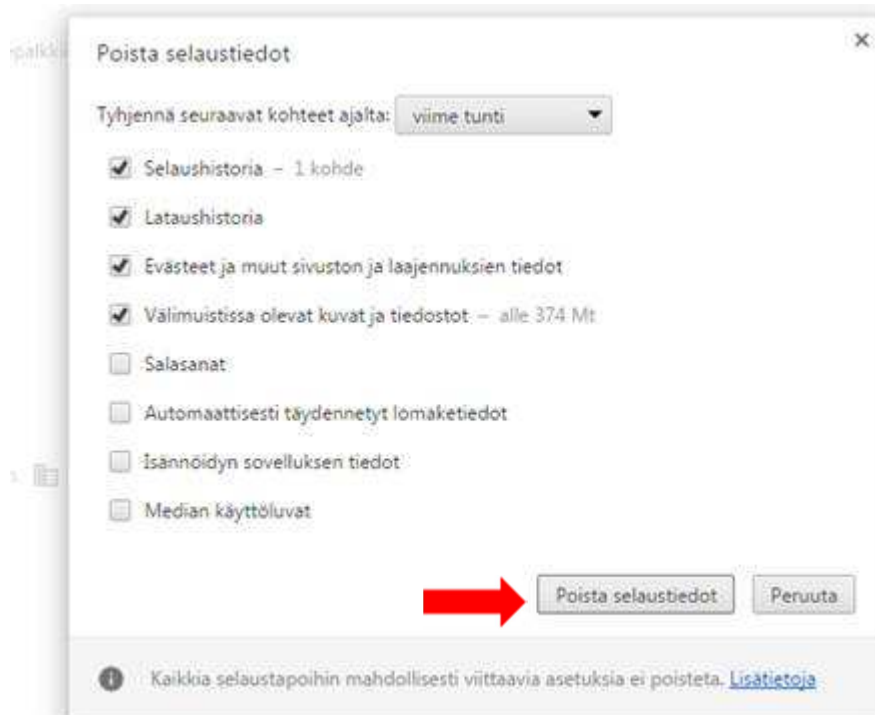 Poista selaustiedot
Tyhjennä seuraavat kohteet ajalta: viime tunti
Selaushistoria – 1 kohde
Lataushistoria
Evästeet ja muut sivuston ja laajennuksien tiedot
Välimuistissa olevat kuvat ja tiedostot – alle 374 Mt
Salasanat
Automaattisesti täydennetyt lomaketiedot
Isännöidyn sovelluksen tiedot
Median käyttöluvat
Poista selaustiedot Peruuta
Kaikkia selaustapoihin mahdollisesti viittaavia asetuksia ei poisteta. Lisätietoja